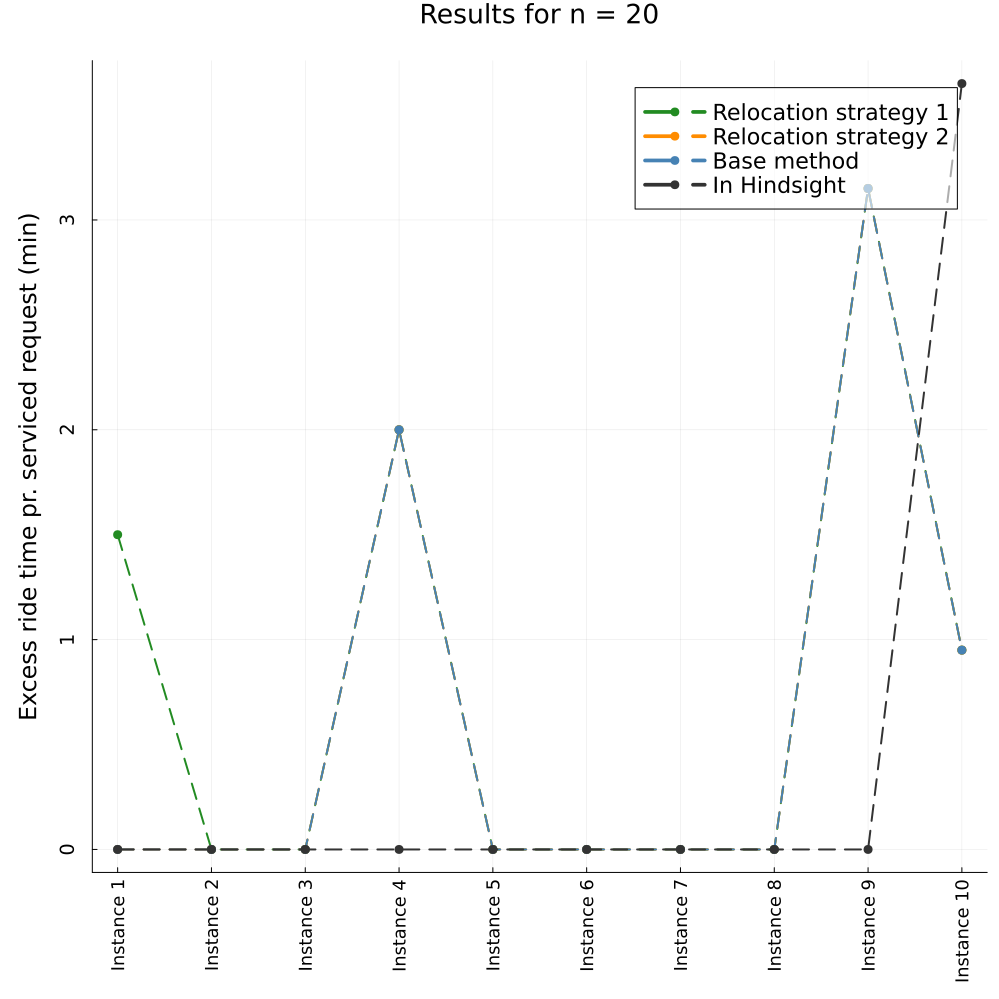 Results for n = 20
Relocation strategy 1
Relocation strategy 2
Base method
In Hindsight
Excess ride time pr. serviced request (min)
3
2
1
0
Instance 1
Instance 2
Instance 3
Instance 4
Instance 5
Instance 6
Instance 7
Instance 8
Instance 9
Instance 10